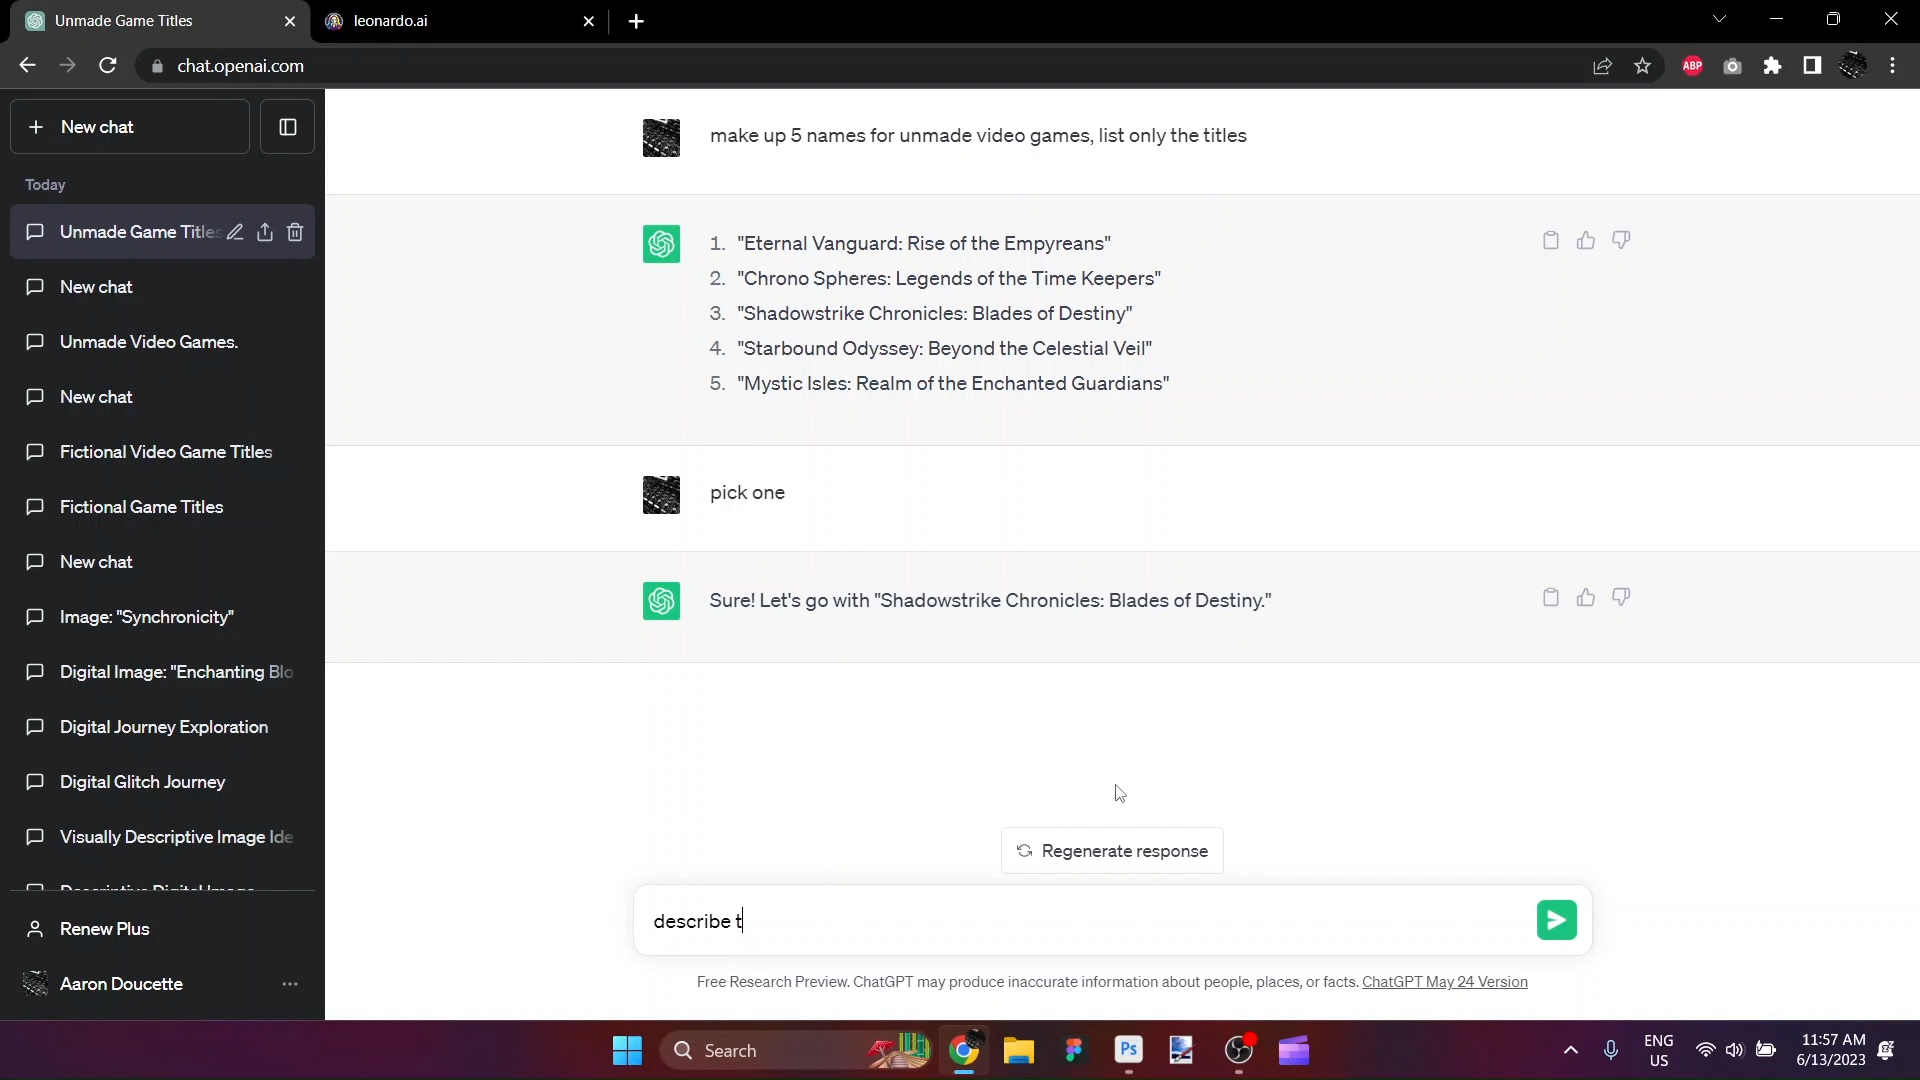 Unmade Game Titles
leonardo.ai
chat.openai.com
ABP
New chat
Today
Unmade Game Titles
New chat
Unmade Video Games.
New chat
Fictional Video Game Titles
Fictional Game Titles
New chat
Image: "Synchronicity"
Digital Image: "Enchanting Blo
Digital Journey Exploration
Digital Glitch Journey
Visually Descriptive Image Ide
Descriptive Digital Image
Renew Plus
Aaron Doucette
make up 5 names for unmade video games, list only the titles
1. "Eternal Vanguard: Rise of the Empyreans"
2. "Chrono Spheres: Legends of the Time Keepers"
3. "Shadowstrike Chronicles: Blades of Destiny"
4. "Starbound Odyssey: Beyond the Celestial Veil"
5. "Mystic Isles: Realm of the Enchanted Guardians"
pick one
Sure! Let's go with "Shadowstrike Chronicles: Blades of Destiny."
Regenerate response
describe t
Free Research Preview. ChatGPT may produce inaccurate information about people, places, or facts. ChatGPT May 24 Version
Search
Ps
ENG
US
11:57 AM
6/13/2023